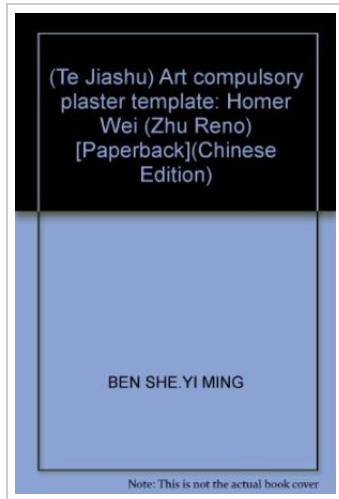 (Te Jiashu) Art compulsory
plaster template: Homer
Wei (Zhu Reno)
[Paperback](Chinese
Edition)
BEN SHE.YI MING
Note: This is not the actual book cover